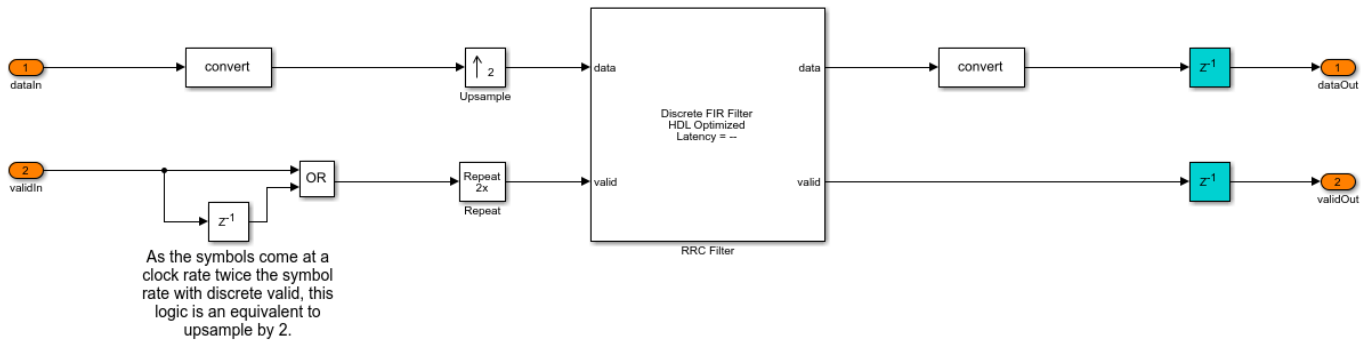 1
dataIn
convert
↑ 2
Upsample
data
data
convert
z-1
1
dataOut
Discrete FIR Filter
HDL Optimized
Latency = --
2
validIn
OR
Repeat
2x
Repeat
valid
valid
z-1
2
validOut
z-1
RRC Filter
As the symbols come at a
clock rate twice the symbol
rate with discrete valid, this
logic is an equivalent to
upsample by 2.